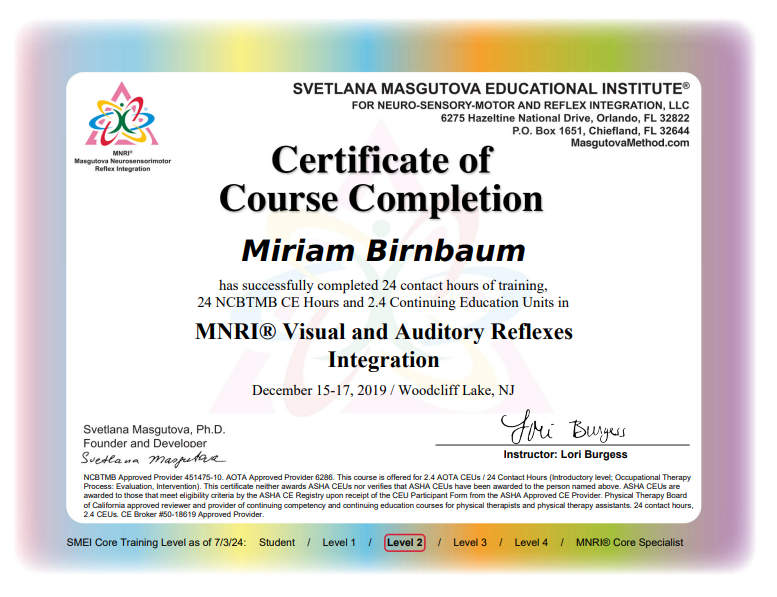 SVETLANA MASGUTOVA EDUCATIONAL INSTITUTE®
FOR NEURO-SENSORY-MOTOR AND REFLEX INTEGRATION, LLC
6275 Hazeltine National Drive, Orlando, FL 32822
P.O. Box 1651, Chiefland, FL 32644
MasgutovaMethod.com
MNRI®
Masgutova Neurosensorimotor
Reflex Integration
Certificate of
Course Completion
Miriam Birnbaum
has successfully completed 24 contact hours of training,
24 NCBTMB CE Hours and 2.4 Continuing Education Units in
MNRI® Visual and Auditory Reflexes
Integration
December 15-17, 2019 / Woodcliff Lake, NJ
Svetlana Masgutova, Ph.D.
Founder and Developer
Svetlana Masgutova
Lori Burgess
Instructor: Lori Burgess
NCBTMB Approved Provider 451475-10. AOTA Approved Provider 6286. This course is offered for 2.4 AOTA CEUs / 24 Contact Hours (Introductory level; Occupational Therapy
Process: Evaluation, Intervention). This certificate neither awards ASHA CEUs nor verifies that ASHA CEUs have been awarded to the person named above. ASHA CEUs are
awarded to those that meet eligibility criteria by the ASHA CE Registry upon receipt of the CEU Participant Form from the ASHA Approved CE Provider. Physical Therapy Board
of California approved reviewer and provider of continuing competency and continuing education courses for physical therapists and physical therapy assistants. 24 contact hours,
2.4 CEUs. CE Broker #50-18619 Approved Provider.
SMEI Core Training Level as of 7/3/24: Student / Level 1 / Level 2 / Level 3 / Level 4 / MNRI® Core Specialist